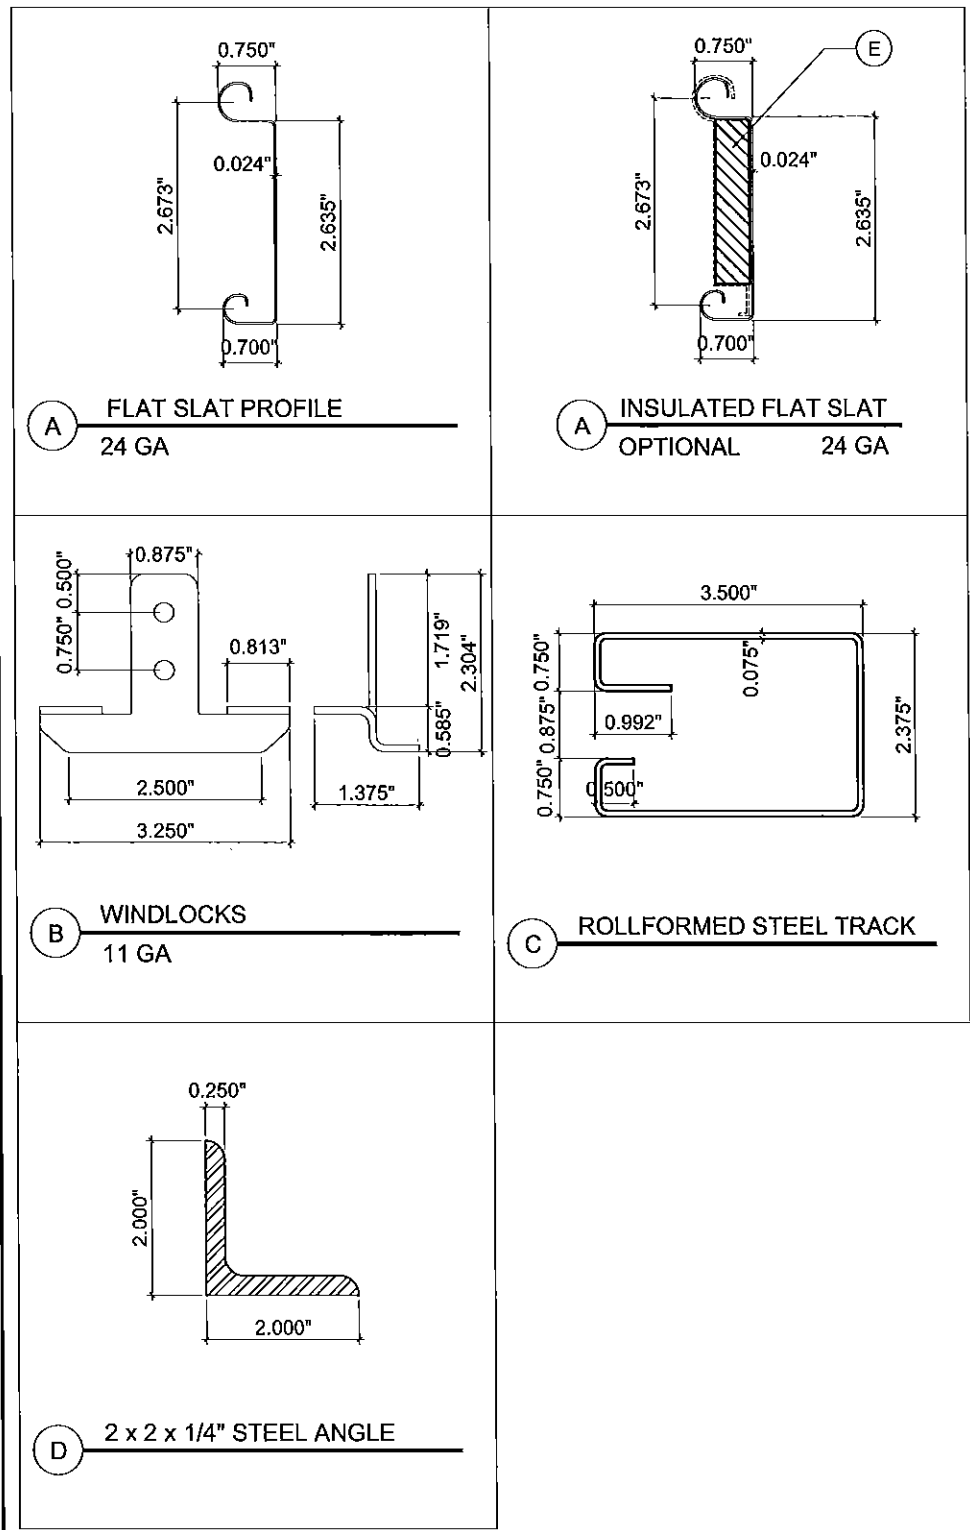 0.750"
0.024"
2.673"
2.635"
0.700"
A
FLAT SLAT PROFILE
24 GA
0.750"
E
0.024"
2.673"
2.635"
0.700"
A
INSULATED FLAT SLAT
OPTIONAL 24 GA
0.875"
0.500"
0.750"
0.813"
1.719"
2.304"
0.585"
2.500"
1.375"
3.250"
B
WINDLOCKS
11 GA
3.500"
0.750"
0.075"
0.992"
0.875"
2.375"
0.750"
0.500"
C
ROLLFORMED STEEL TRACK
0.250"
2.000"
2.000"
D
2 x 2 x 1/4" STEEL ANGLE